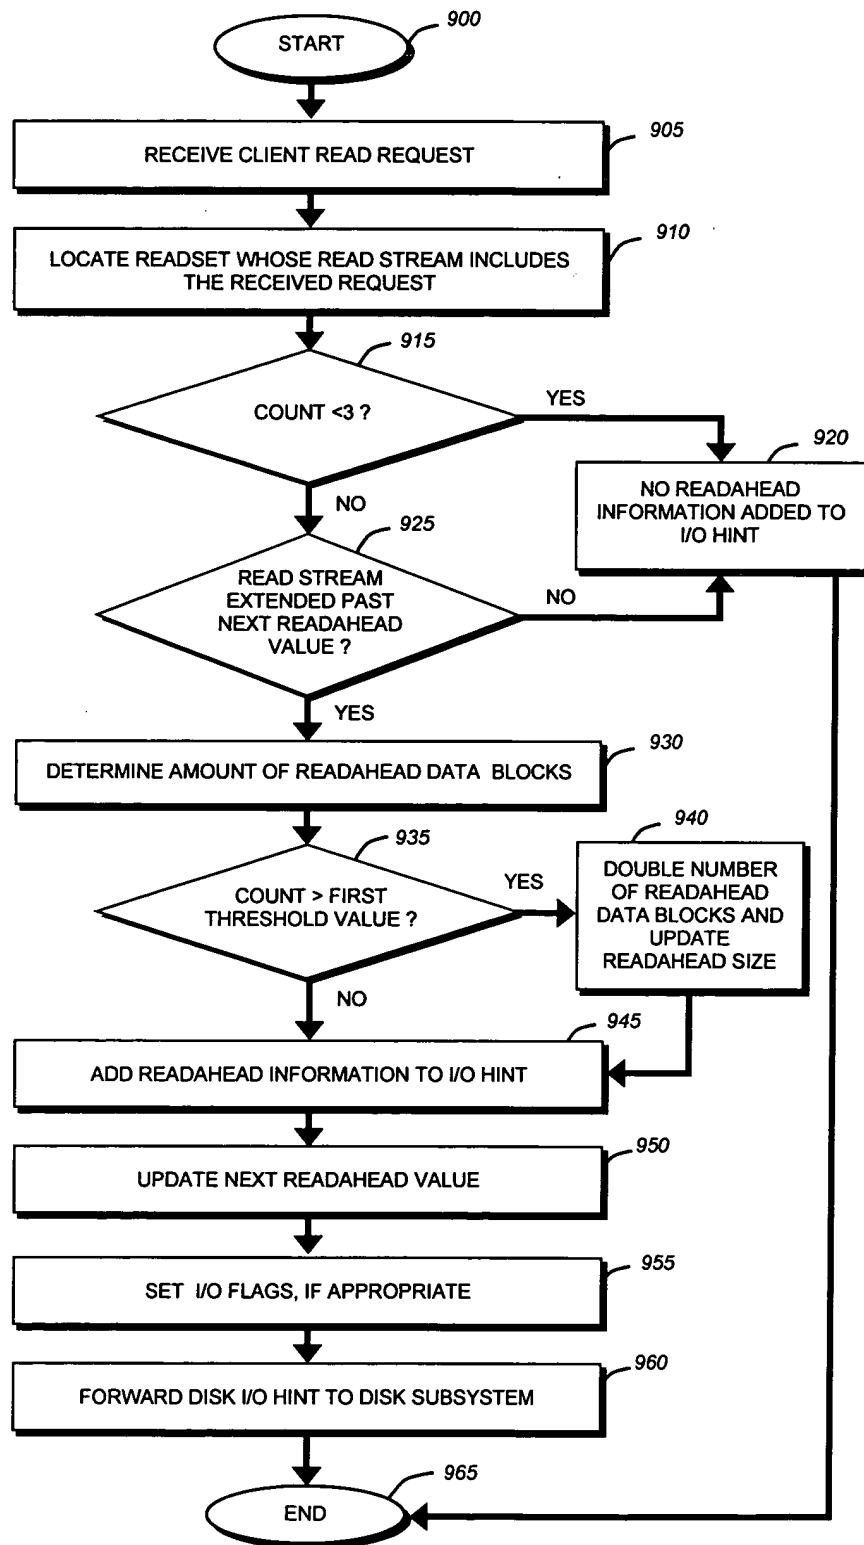 START
900
RECEIVE CLIENT READ REQUEST
905
LOCATE READSET WHOSE READ STREAM INCLUDES
THE RECEIVED REQUEST
910
COUNT <3 ?
915
YES
NO
NO READAHEAD
INFORMATION ADDED TO
I/O HINT
920
READ STREAM
EXTENDED PAST
NEXT READAHEAD
VALUE ?
925
NO
YES
DETERMINE AMOUNT OF READAHEAD DATA BLOCKS
930
COUNT > FIRST
THRESHOLD VALUE ?
935
YES
NO
DOUBLE NUMBER
OF READAHEAD
DATA BLOCKS AND
UPDATE
READAHEAD SIZE
940
ADD READAHEAD INFORMATION TO I/O HINT
945
UPDATE NEXT READAHEAD VALUE
950
SET I/O FLAGS, IF APPROPRIATE
955
FORWARD DISK I/O HINT TO DISK SUBSYSTEM
960
END
965